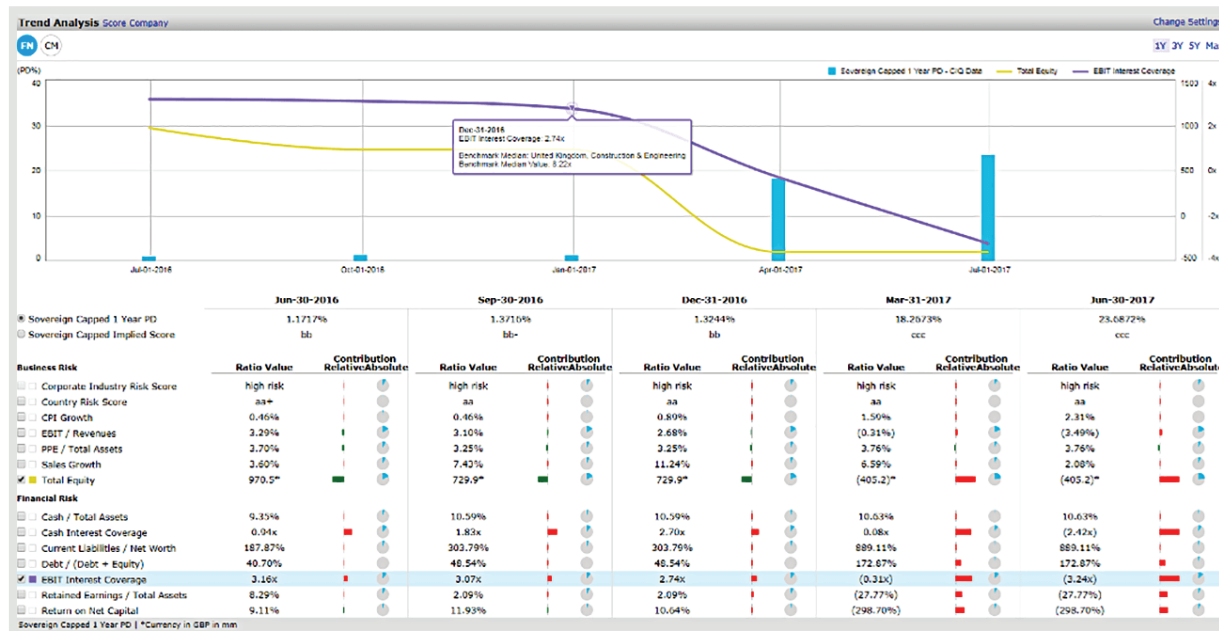 Trend Analysis Score Company Change Settings
FN CM 1Y 3Y 5Y Ma
(PD%) Sovereign Capped 1 Year PD - CIQ Data Total Equity EBIT Interest Coverage
40 1500 4x
30 1000 2x
20 500 0x
10 0 -2x
0 -500 -4x
Dec-31-2016
EBIT Interest Coverage: 2.74x
Benchmark Median: United Kingdom, Construction & Engineering
Benchmark Median Value: 8.22x
Jul-01-2016 Oct-01-2016 Jan-01-2017 Apr-01-2017 Jul-01-2017
Jun-30-2016 Sep-30-2016 Dec-31-2016 Mar-31-2017 Jun-30-2017
Sovereign Capped 1 Year PD 1.1717% 1.3716% 1.3244% 18.2673% 23.6872%
Sovereign Capped Implied Score bb bb- bb ccc ccc
Contribution Contribution Contribution Contribution Contribution
Business Risk Ratio Value RelativeAbsolute Ratio Value RelativeAbsolute Ratio Value RelativeAbsolute Ratio Value RelativeAbsolute Ratio Value RelativeAbsolute
Corporate Industry Risk Score high risk high risk high risk high risk high risk
Country Risk Score aa+ aa aa aa aa
CPI Growth 0.46% 0.46% 0.89% 1.59% 2.31%
EBIT / Revenues 3.29% 3.10% 2.68% (0.31%) (3.49%)
PPE / Total Assets 3.70% 3.25% 3.25% 3.76% 3.76%
Sales Growth 3.60% 7.43% 11.24% 6.59% 2.08%
Total Equity 970.5* 729.9* 729.9* (405.2)* (405.2)*
Financial Risk
Cash / Total Assets 9.35% 10.59% 10.59% 10.63% 10.63%
Cash Interest Coverage 0.94x 1.83x 2.70x 0.08x (2.42x)
Current Liabilities / Net Worth 187.87% 303.79% 303.79% 889.11% 889.11%
Debt / (Debt + Equity) 40.70% 48.54% 48.54% 172.87% 172.87%
EBIT Interest Coverage 3.16x 3.07x 2.74x (0.31x) (3.24x)
Retained Earnings / Total Assets 8.29% 2.09% 2.09% (27.77%) (27.77%)
Return on Net Capital 9.11% 11.93% 10.64% (298.70%) (298.70%)
Sovereign Capped 1 Year PD | *Currency in GBP in mm